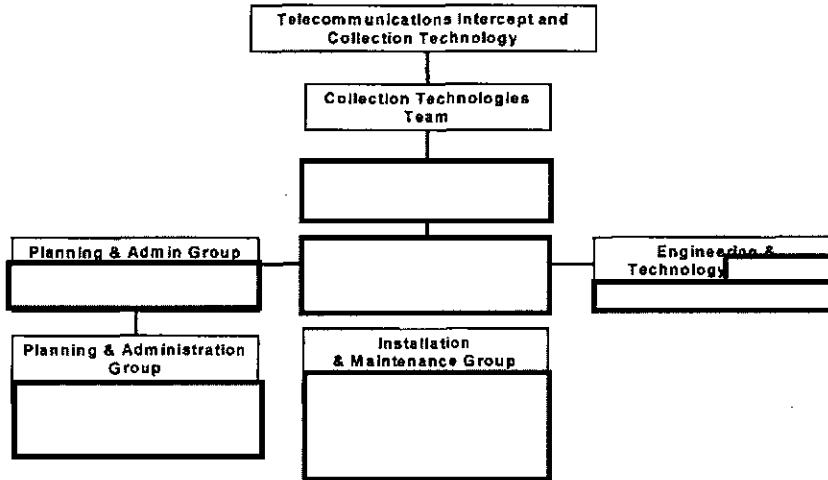 Telecommunications Intercept and
Collection Technology
Collection Technologies
Team
Planning & Admin Group
Engineering &
Technology
Planning & Administration
Group
Installation
& Maintenance Group